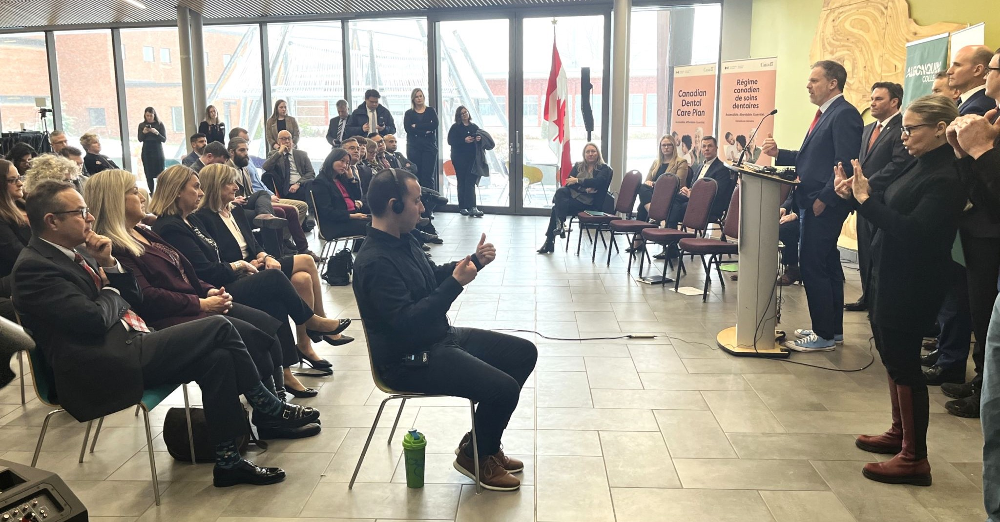 Canada
Canadian
Dental
Care Plan
Accessible. Affordable. Essential.
Canada
Régime
canadien
de soins
dentaires
Accessible. Abordable. Essentiel.
ALGONQUIN
COLLE